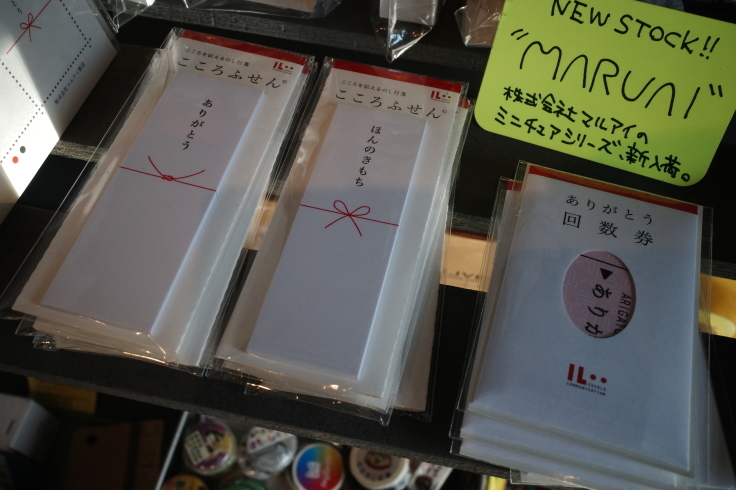 こころを伝えるのし付箋
こころふせん
ありがとう
こころを伝えるのし付箋
こころふせん
ほんのきもち
NEW STOCK!!
"MARUAI"
株式会社マルアイの
ミニチュアシリーズ、新入荷。
ありがとう
回数券
ありが
ARIGAT